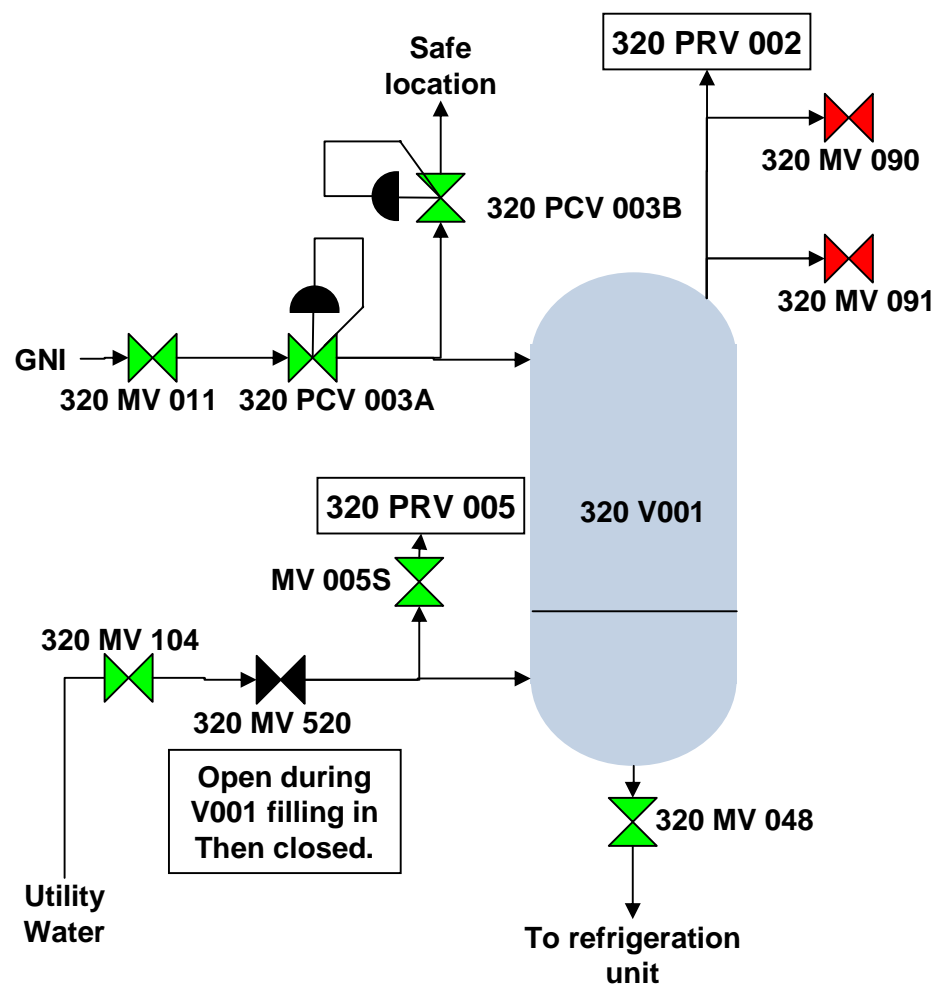 Safe
location
320 PRV 002
320 MV 090
320 PCV 003B
320 MV 091
GNI
320 MV 011
320 PCV 003A
320 PRV 005
320 V001
MV 005S
320 MV 104
320 MV 520
Open during
V001 filling in
Then closed.
320 MV 048
Utility
Water
To refrigeration
unit